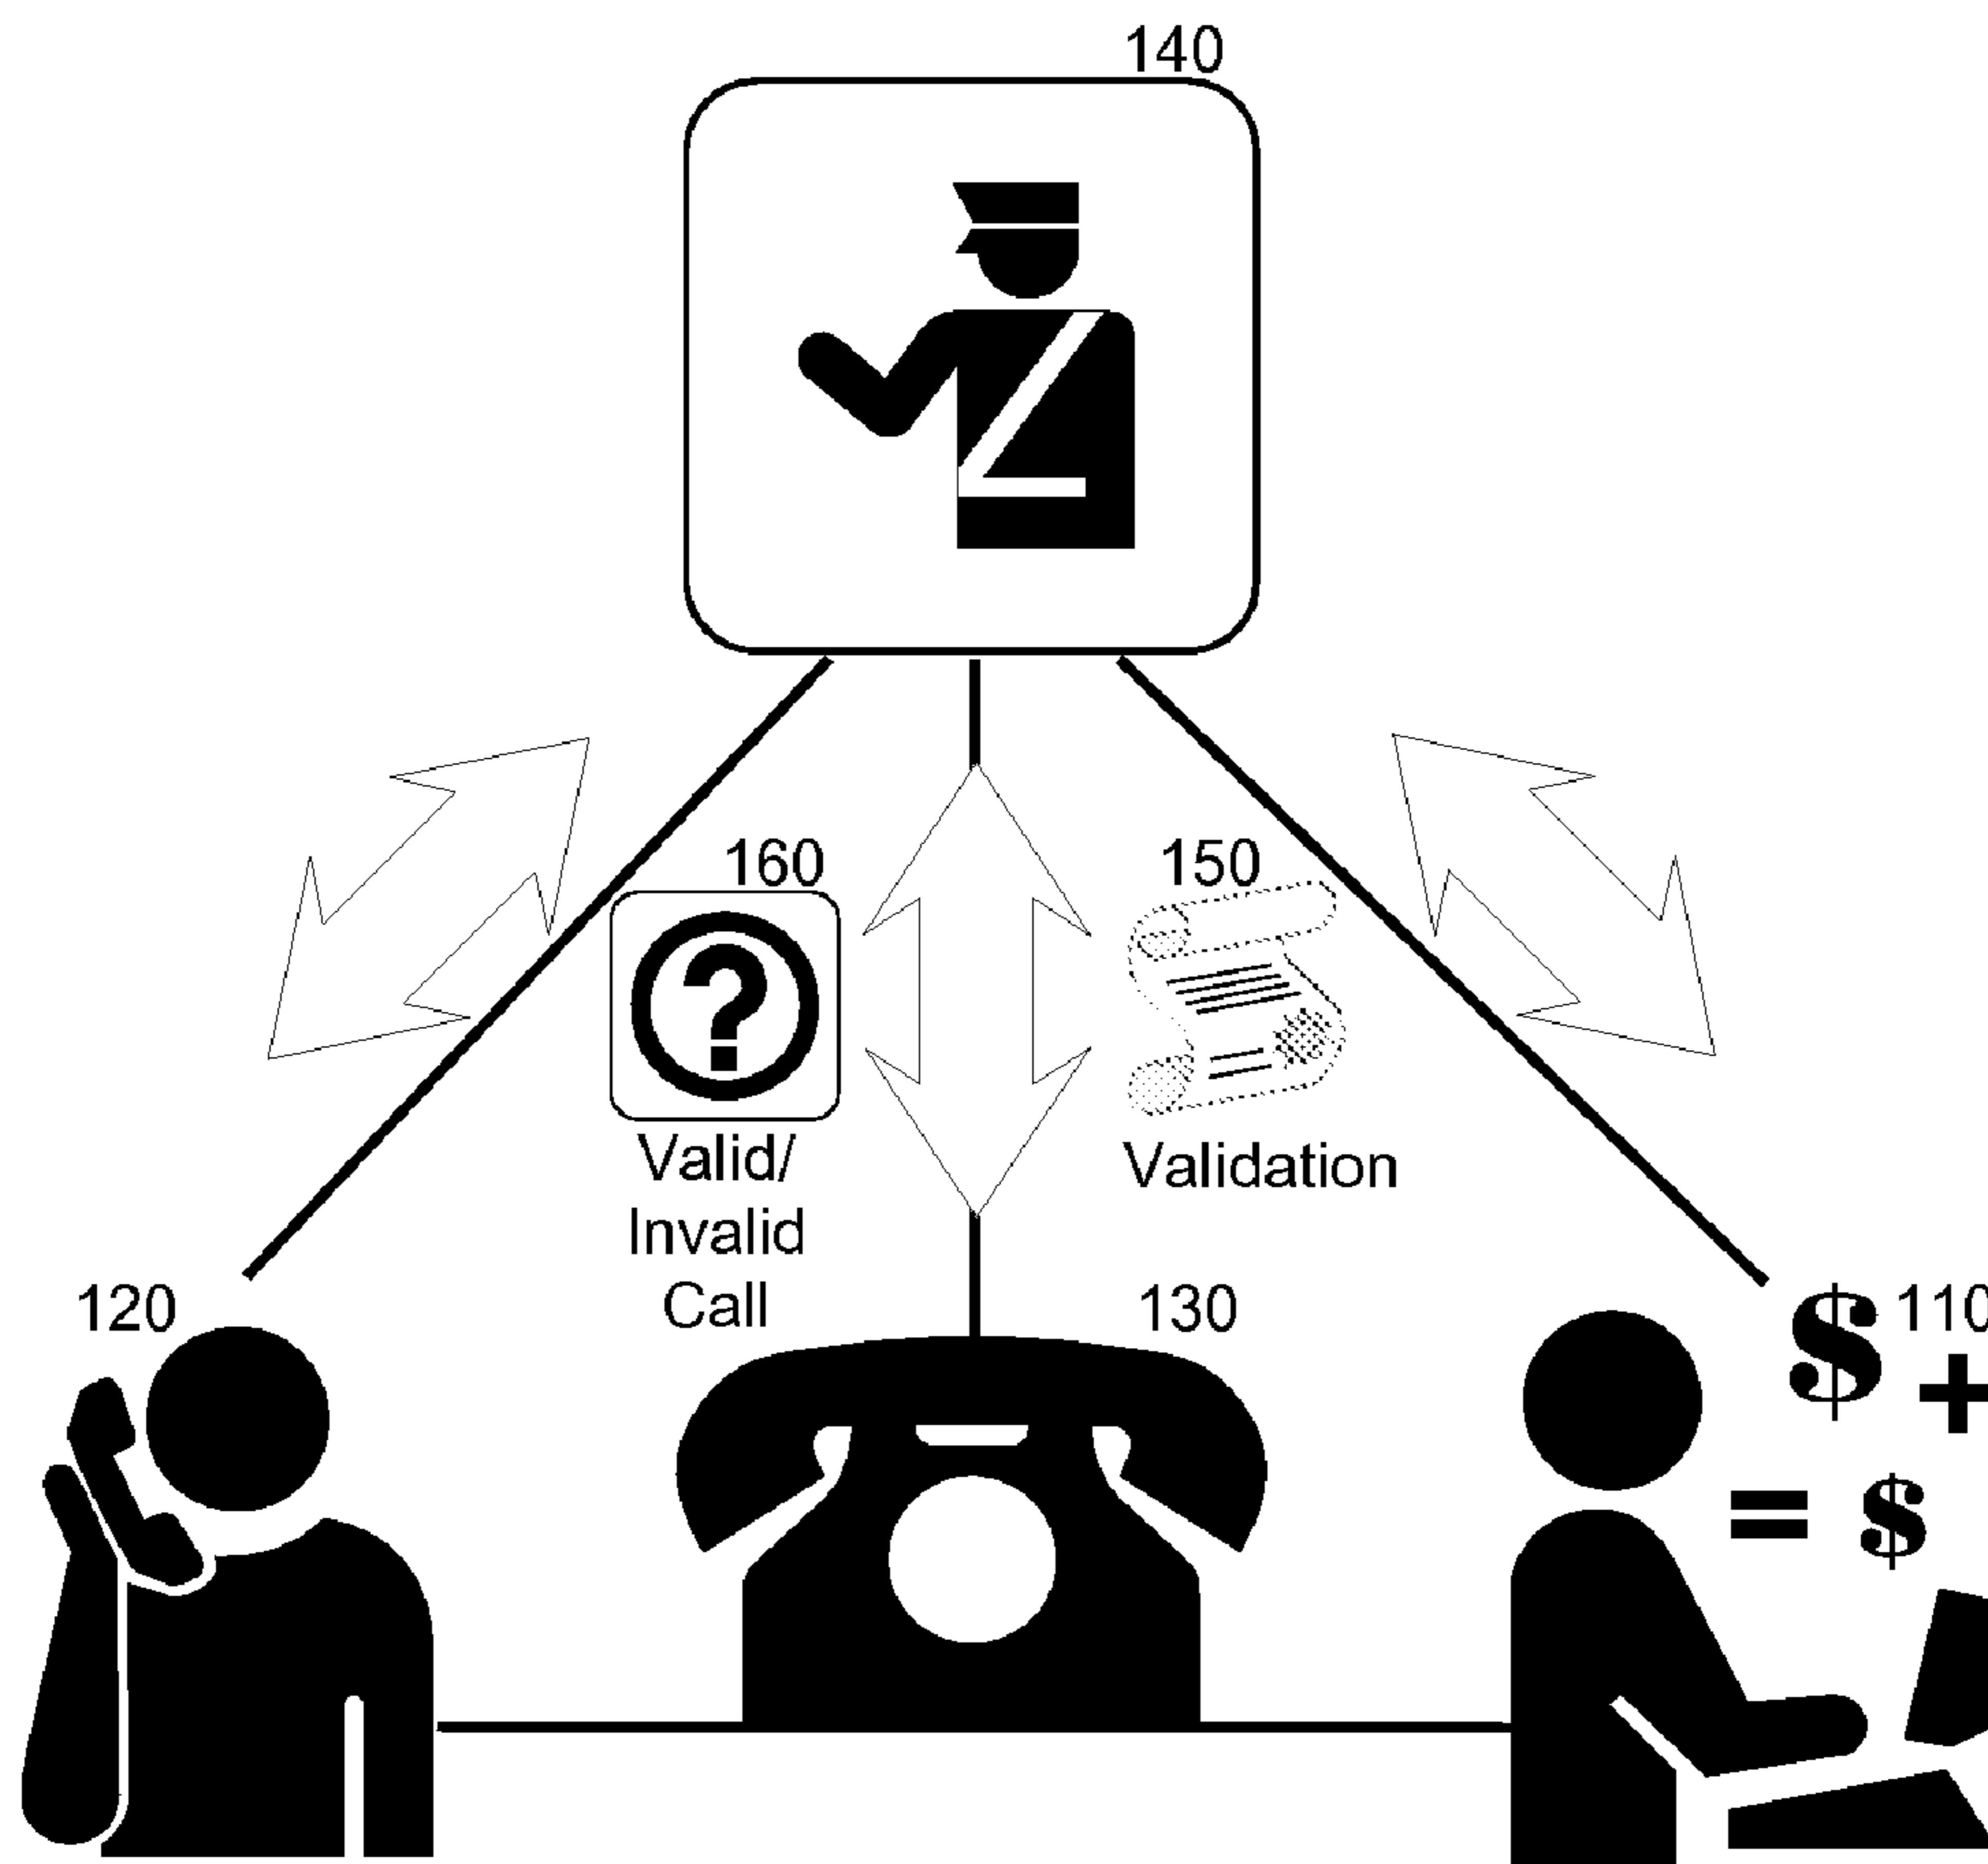 140
160
150
Valid/
Invalid
Call
Validation
120
130
$ 110
+
= $